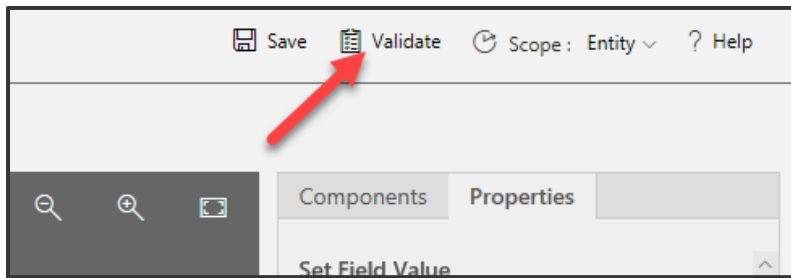 Save Validate Scope : Entity ? Help
Components Properties
Set Field Value